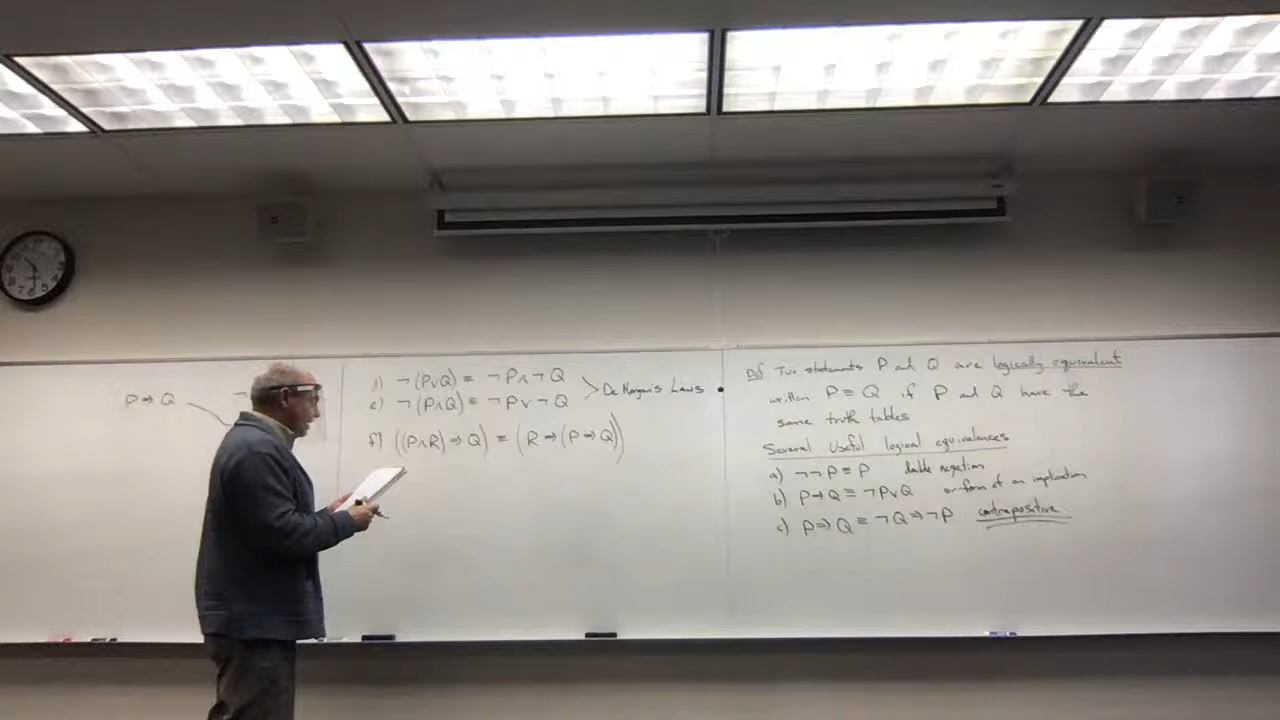 P ⇒ Q
¬
d) ¬(P∨Q) ≡ ¬P∧¬Q
e) ¬(P∧Q) ≡ ¬P∨¬Q
De Morgan's Laws
f) ((P∧R) ⇒ Q) ≡ (R ⇒ (P ⇒ Q))
Def Two statements P and Q are logically equivalent
written P ≡ Q if P and Q have the
same truth tables
Several Useful logical equivalences
a) ¬¬P ≡ P double negation
b) P ⇒ Q ≡ ¬P∨Q or form of an implication
c) P ⇒ Q ≡ ¬Q ⇒ ¬P contrapositive